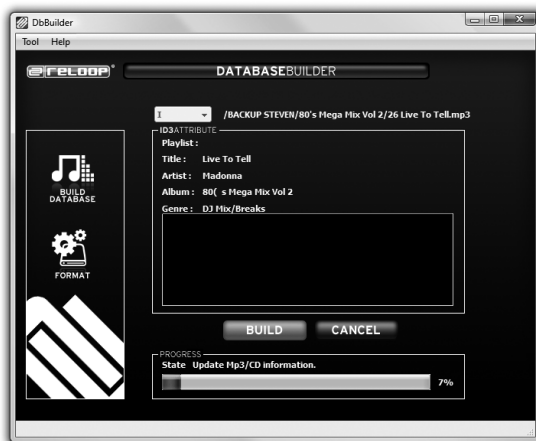 DbBuilder
Tool Help
reloop®
DATABASEBUILDER
I
/BACKUP STEVEN/80's Mega Mix Vol 2/26 Live To Tell.mp3
ID3ATTRIBUTE
Playlist :
Title : Live To Tell
Artist : Madonna
Album : 80( s Mega Mix Vol 2
Genre : DJ Mix/Breaks
BUILD
DATABASE
FORMAT
BUILD CANCEL
PROGRESS
State Update Mp3/CD information.
7%